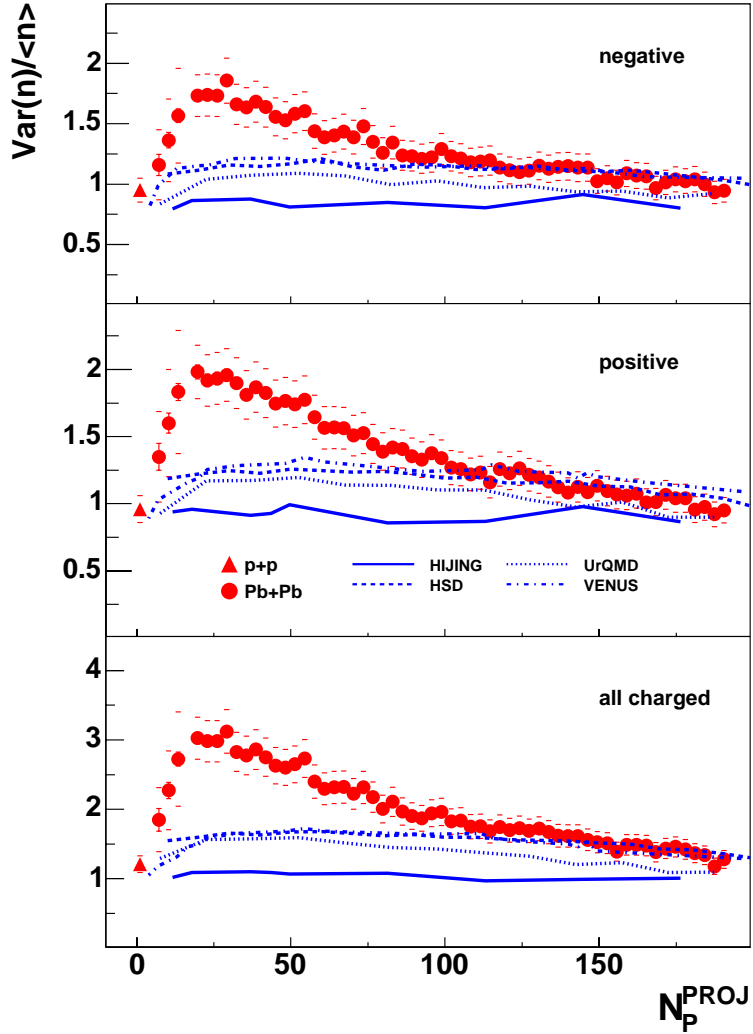 Var(n)/<n>
negative
2
1.5
1
0.5
positive
2
1.5
1
0.5
p+p
Pb+Pb
HIJING
HSD
UrQMD
VENUS
all charged
4
3
2
1
0
0 50 100 150
N_P^PROJ